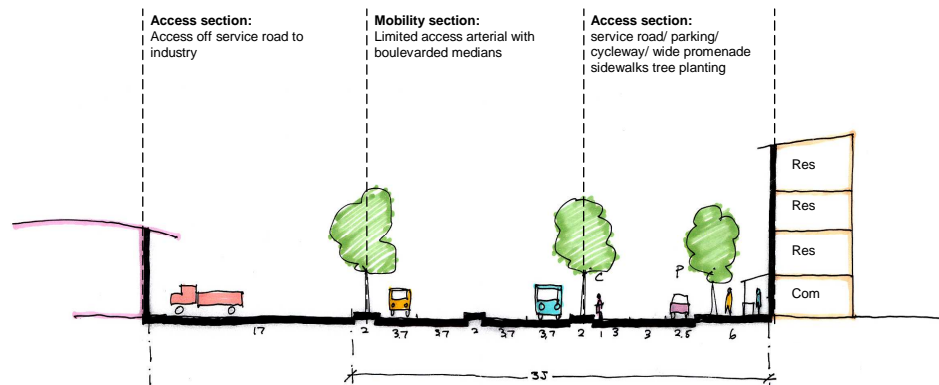 Access section:
Access off service road to
industry
Mobility section:
Limited access arterial with
boulevarded medians
Access section:
service road/ parking/
cycleway/ wide promenade
sidewalks tree planting
Res
Res
Res
Com
C
P
17
2
3.7
3.7
2
3.7
3.7
2
3
3
2.5
6
35